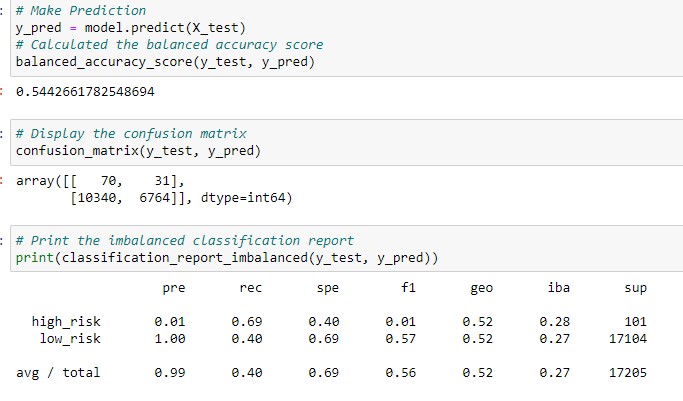 : # Make Prediction
y_pred = model.predict(X_test)
# Calculated the balanced accuracy score
balanced_accuracy_score(y_test, y_pred)
: 0.5442661782548694
: # Display the confusion matrix
confusion_matrix(y_test, y_pred)
: array([[   70,    31],
       [10340,  6764]], dtype=int64)
: # Print the imbalanced classification report
print(classification_report_imbalanced(y_test, y_pred))
pre rec spe f1 geo iba sup
high_risk 0.01 0.69 0.40 0.01 0.52 0.28 101
low_risk 1.00 0.40 0.69 0.57 0.52 0.27 17104
avg / total 0.99 0.40 0.69 0.56 0.52 0.27 17205